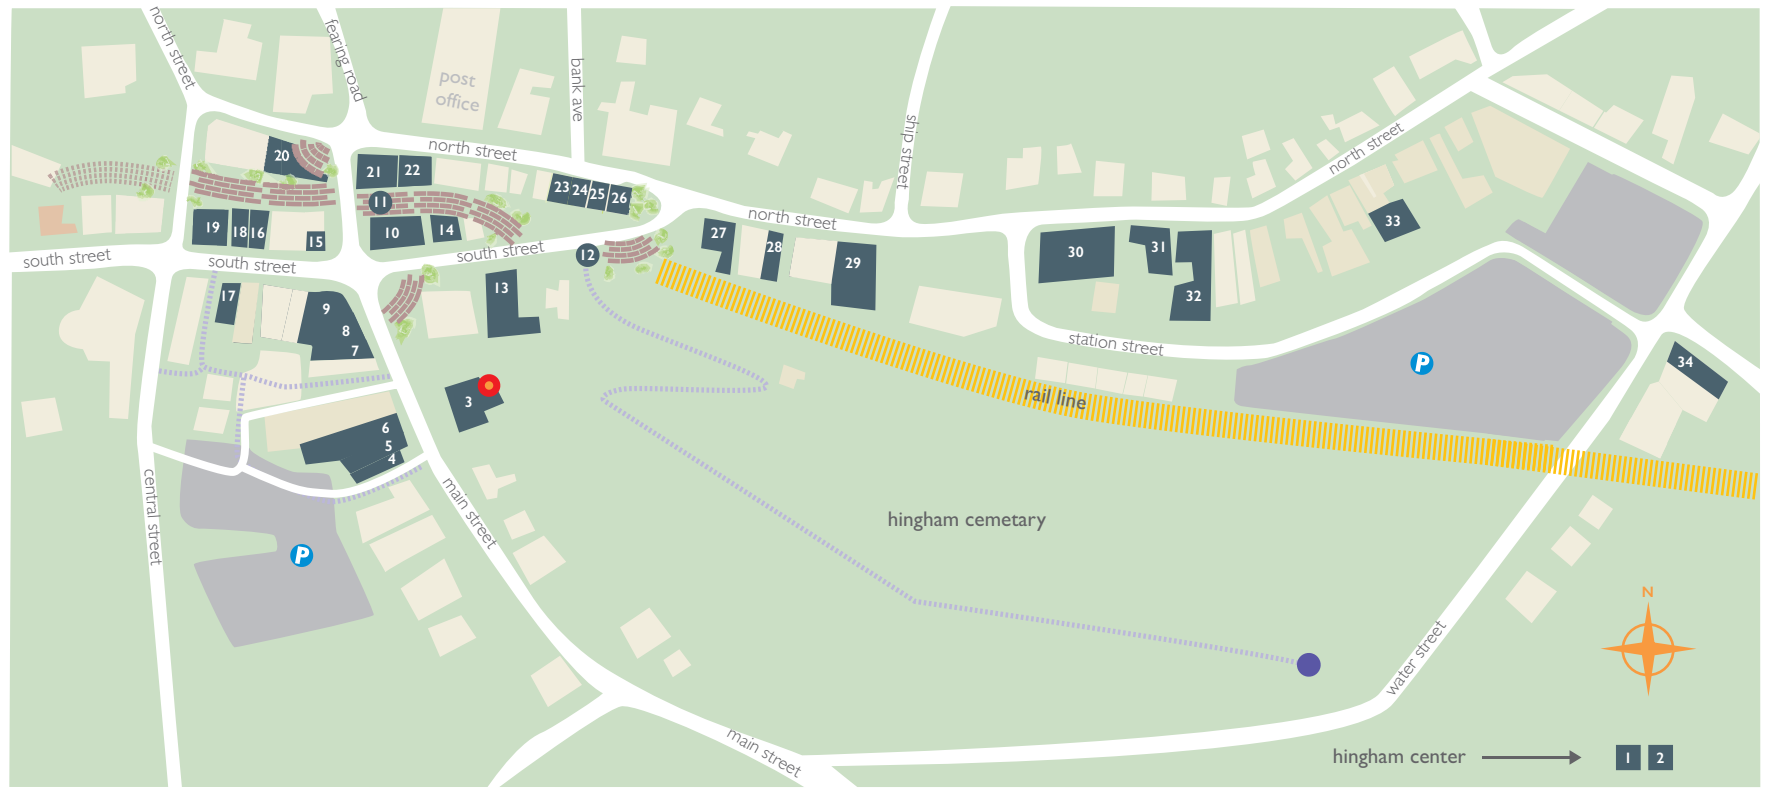 north street
fearing road
post
office
bank ave
ship street
north street
north street
north street
20
21
22
11
23
24
25
26
19
18
16
15
10
14
12
27
28
29
30
31
32
33
south street
south street
south street
17
9
8
7
13
station street
rail line
P
34
3
6
5
4
central street
main street
P
hingham cemetary
water street
N
main street
hingham center
1
2